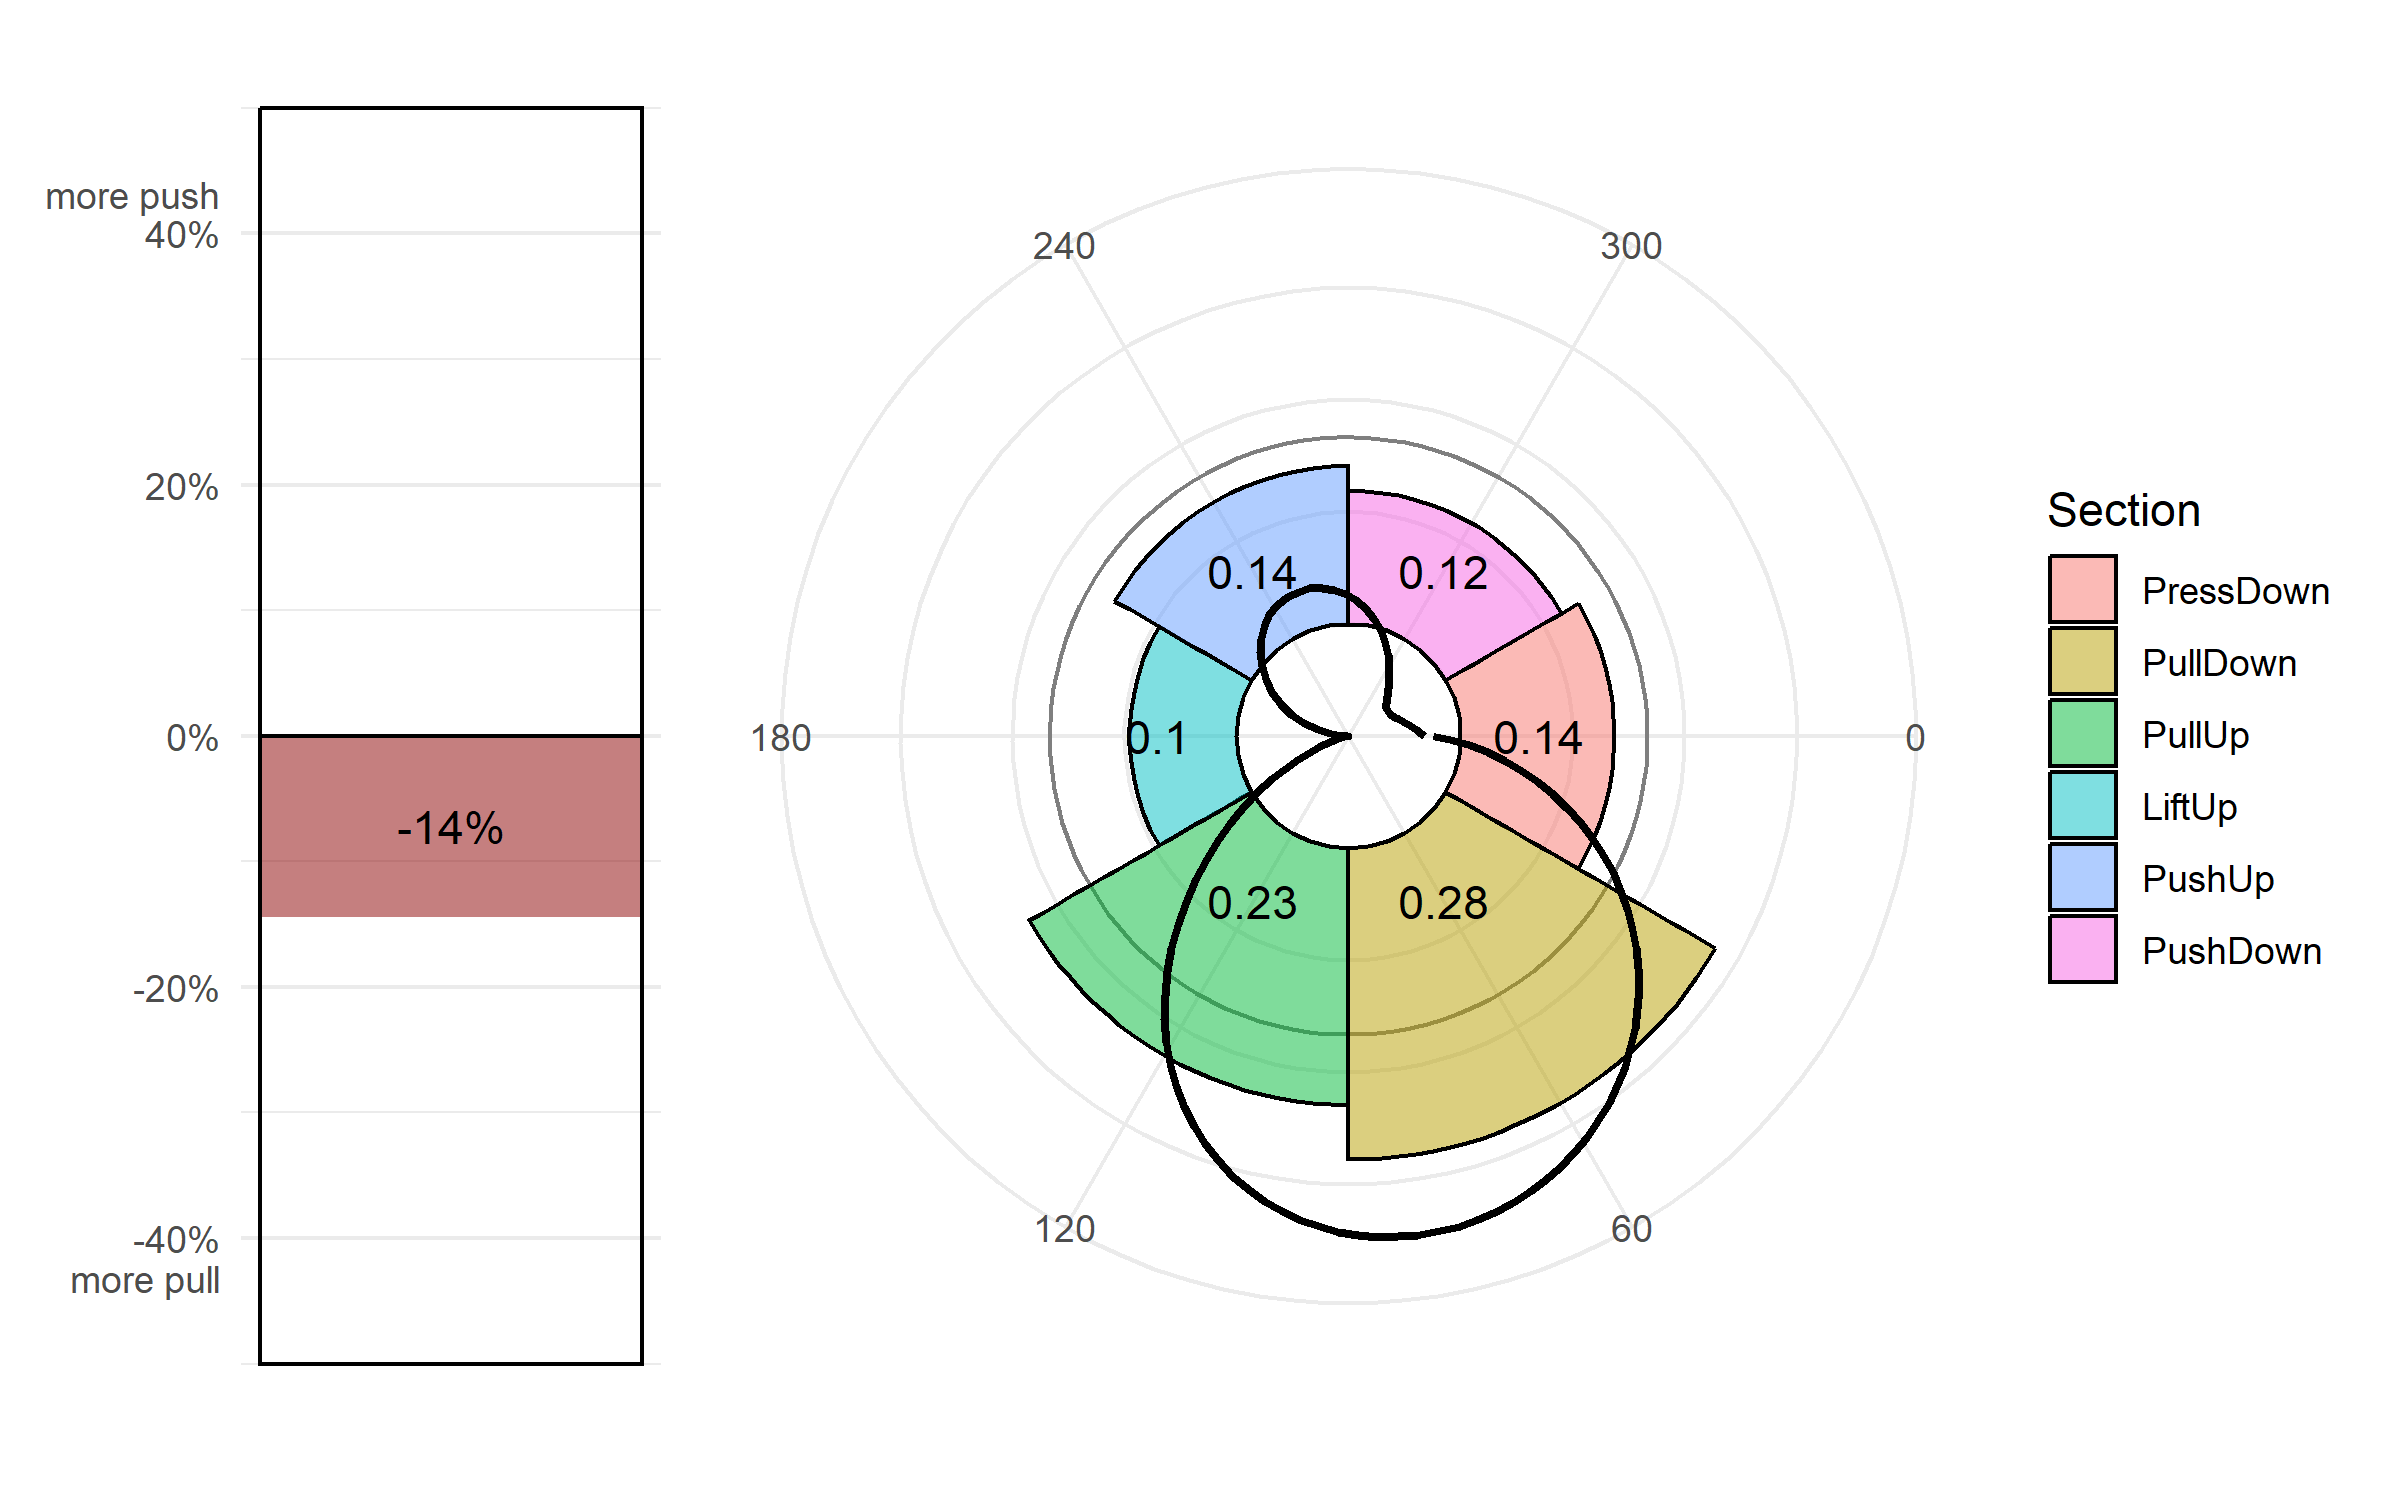 more push
40%
20%
0%
-20%
-40%
more pull
-14%
240
300
180
0
120
60
0.14
0.12
0.1
0.14
0.23
0.28
Section
PressDown
PullDown
PullUp
LiftUp
PushUp
PushDown